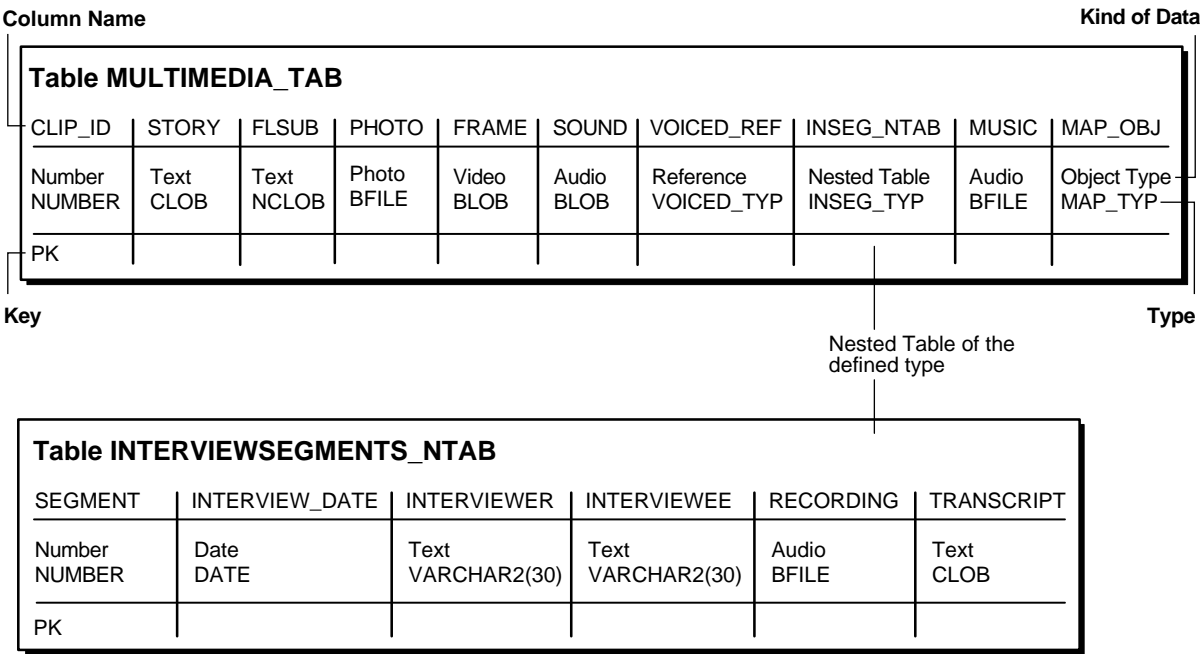 Column Name
Kind of Data
Table MULTIMEDIA_TAB
CLIP_ID STORY FLSUB PHOTO FRAME SOUND VOICED_REF INSEG_NTAB MUSIC MAP_OBJ
Number Text Text Photo Video Audio Reference Nested Table Audio Object Type
NUMBER CLOB NCLOB BFILE BLOB BLOB VOICED_TYP INSEG_TYP BFILE MAP_TYP
PK
Key
Type
Nested Table of the
defined type
Table INTERVIEWSEGMENTS_NTAB
SEGMENT INTERVIEW_DATE INTERVIEWER INTERVIEWEE RECORDING TRANSCRIPT
Number Date Text Text Audio Text
NUMBER DATE VARCHAR2(30) VARCHAR2(30) BFILE CLOB
PK